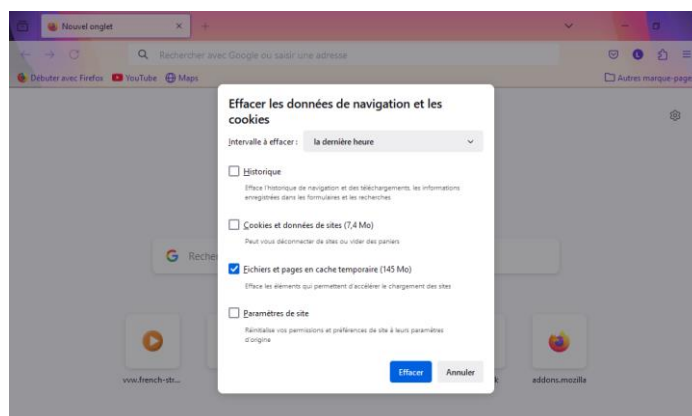 Nouvel onglet
Rechercher avec Google ou saisir une adresse
Débuter avec Firefox YouTube Maps Autres marque-page
Effacer les données de navigation et les
cookies
Intervalle à effacer : la dernière heure
Historique
Efface l'historique de navigation et des téléchargements, les informations
enregistrées dans les formulaires et les recherches
Cookies et données de sites (7,4 Mo)
Peut vous déconnecter de sites ou vider des paniers
G Recher
Fichiers et pages en cache temporaire (145 Mo)
Efface les éléments qui permettent d'accélérer le chargement des sites
Paramètres de site
Réinitialise vos permissions et préférences de site à leurs paramètres
d'origine
Effacer Annuler
vvw.french-str... k addons.mozilla